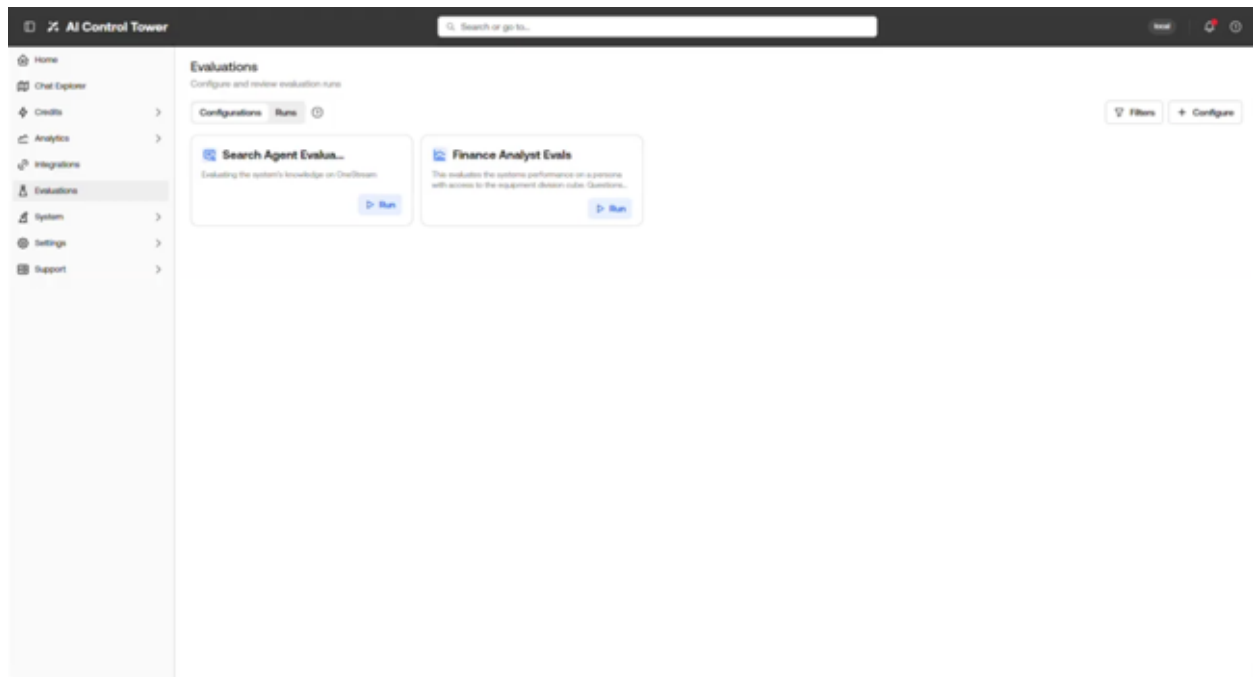 AI Control Tower
Search or go to...
local
Home
Chat Explorer
Credits
Analytics
Integrations
Evaluations
System
Settings
Support
Evaluations
Configure and review evaluation runs
Configurations
Runs
Filters
Configure
Search Agent Evalua...
Evaluating the system's knowledge on OneStream
Run
Finance Analyst Evals
This evaluates the systems performance on a persona
with access to the equipment division cube. Questions...
Run